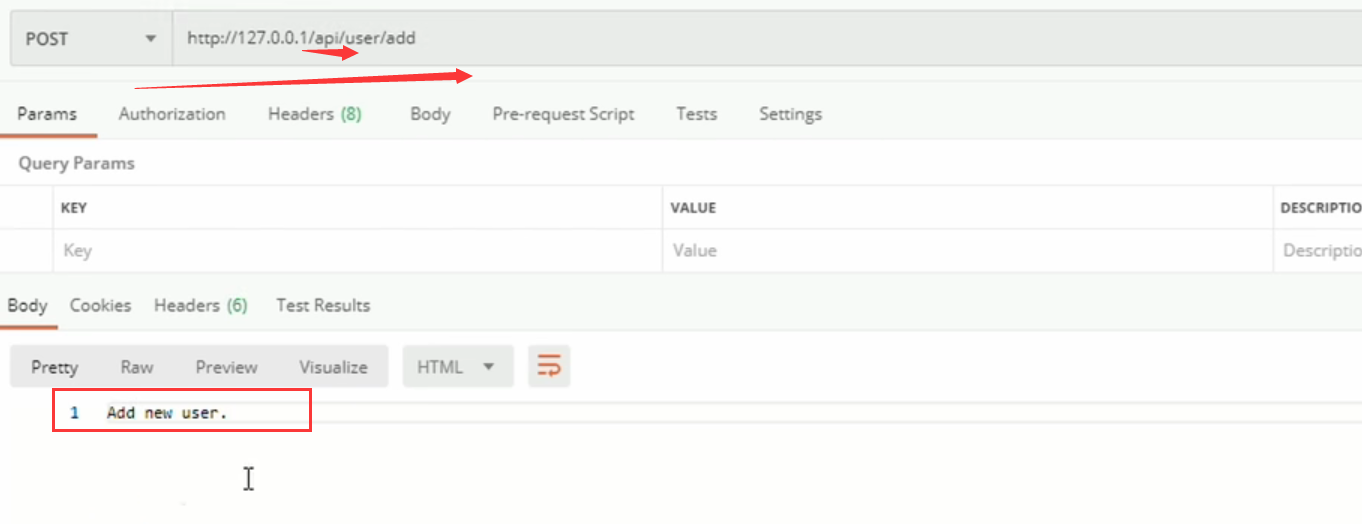 POST http://127.0.0.1/api/user/add
Params Authorization Headers (8) Body Pre-request Script Tests Settings
Query Params
KEY VALUE DESCRIPTIO
Key Value Descriptio
Body Cookies Headers (6) Test Results
Pretty Raw Preview Visualize HTML
1 Add new user.